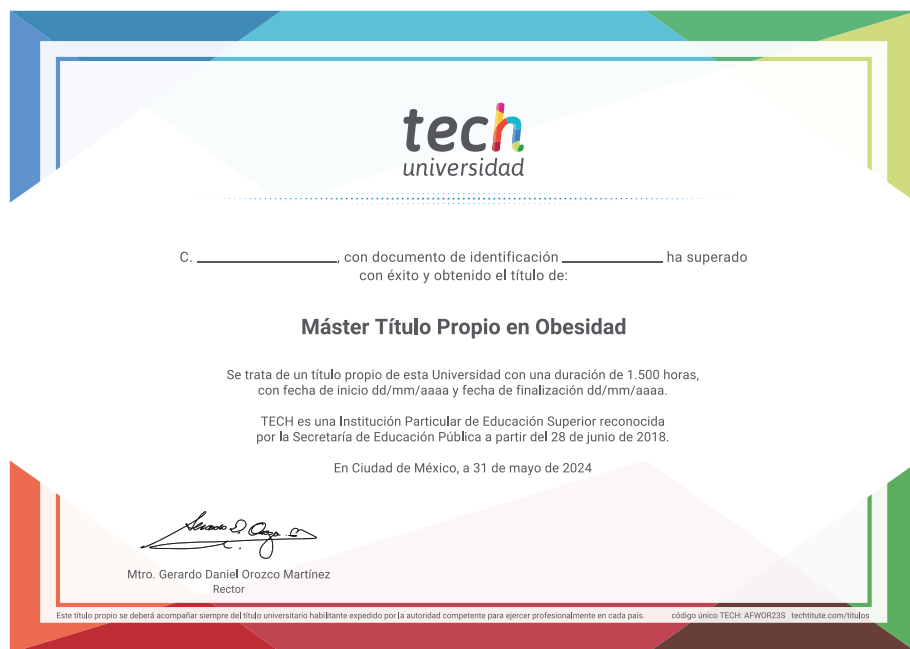 tech
universidad
C. ____________, con documento de identificación ____________ ha superado
con éxito y obtenido el título de:
Máster Título Propio en Obesidad
Se trata de un título propio de esta Universidad con una duración de 1.500 horas,
con fecha de inicio dd/mm/aaaa y fecha de finalización dd/mm/aaaa.
TECH es una Institución Particular de Educación Superior reconocida
por la Secretaría de Educación Pública a partir del 28 de junio de 2018.
En Ciudad de México, a 31 de mayo de 2024
Mtro. Gerardo Daniel Orozco Martínez
Rector
Este título propio se deberá acompañar siempre del título universitario habilitante expedido por la autoridad competente para ejercer profesionalmente en cada país. código único TECH: AFWOR23S techtitute.com/titulos